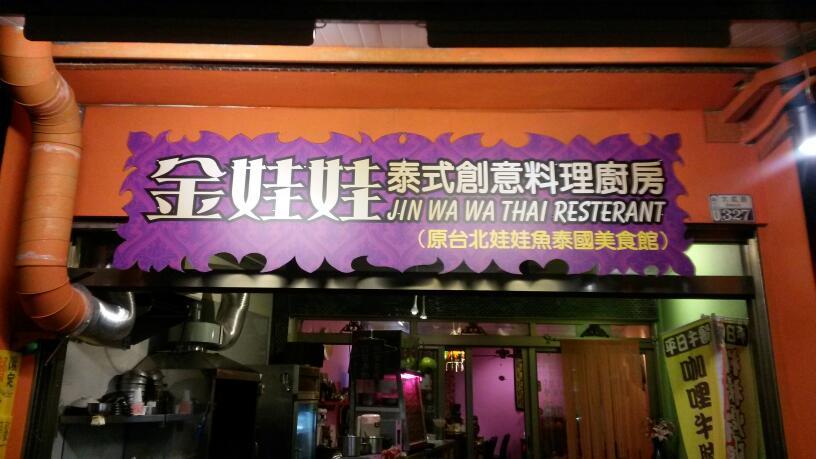 金娃娃
泰式創意料理廚房
JIN WA WA THAI RESTERANT
(原台北娃娃魚泰國美食館)
327
平日午餐
咖哩牛腩